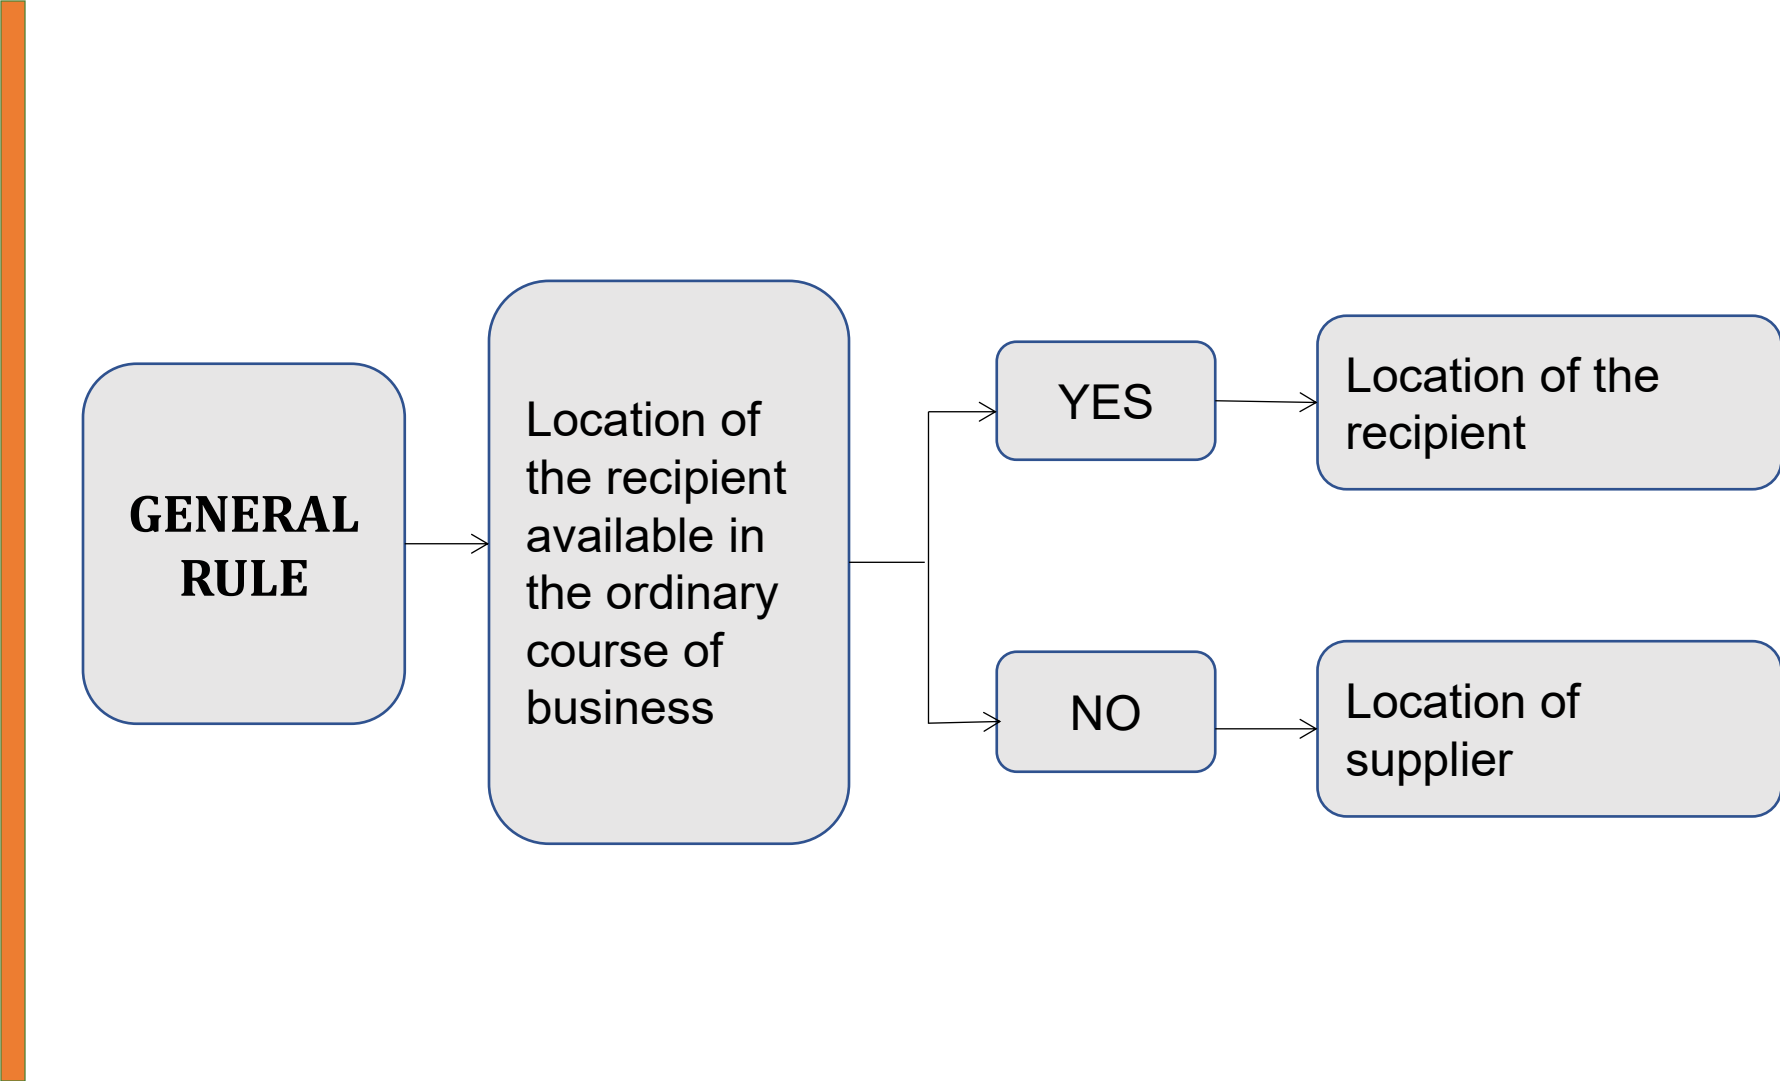 GENERAL
RULE
Location of
the recipient
available in
the ordinary
course of
business
YES
Location of the
recipient
NO
Location of
supplier